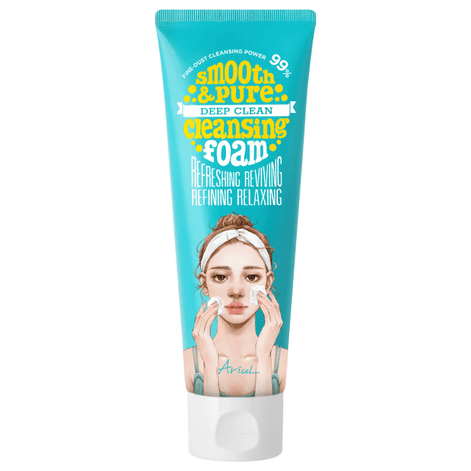 FINE-DUST CLEANSING POWER 99%
smooth
& PURE
DEEP CLEAN
cleansing
foam
REFRESHING REVIVING
REFINING RELAXING
Ariul